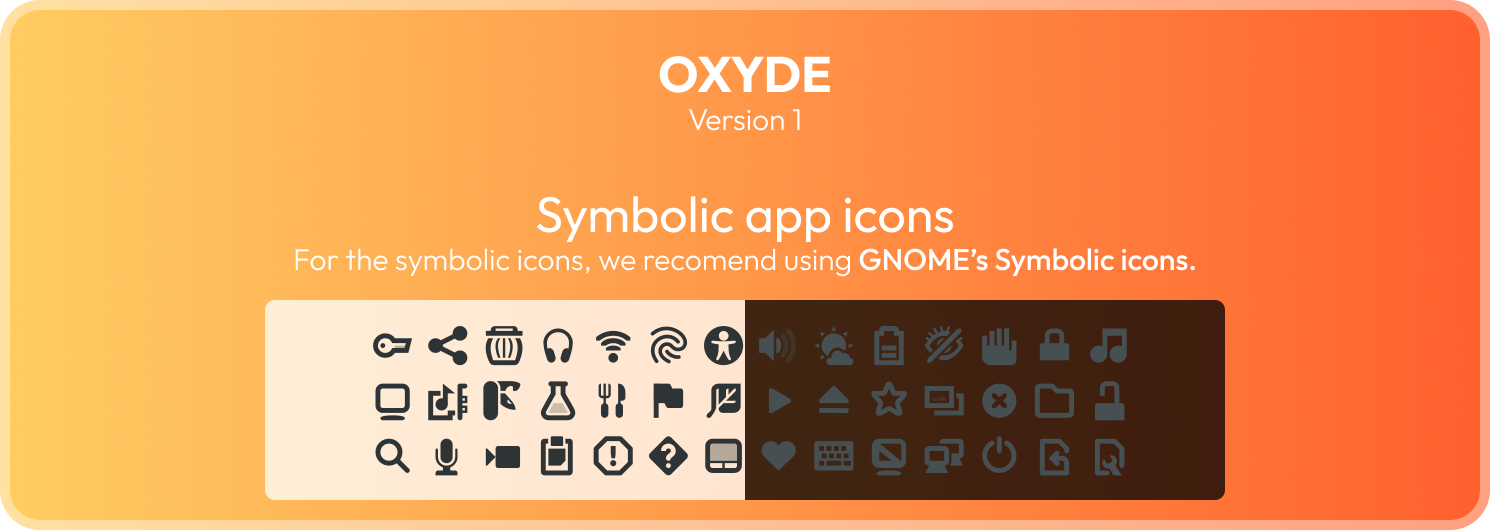 OXYDE
Version 1
Symbolic app icons
For the symbolic icons, we recomend using GNOME’s Symbolic icons.